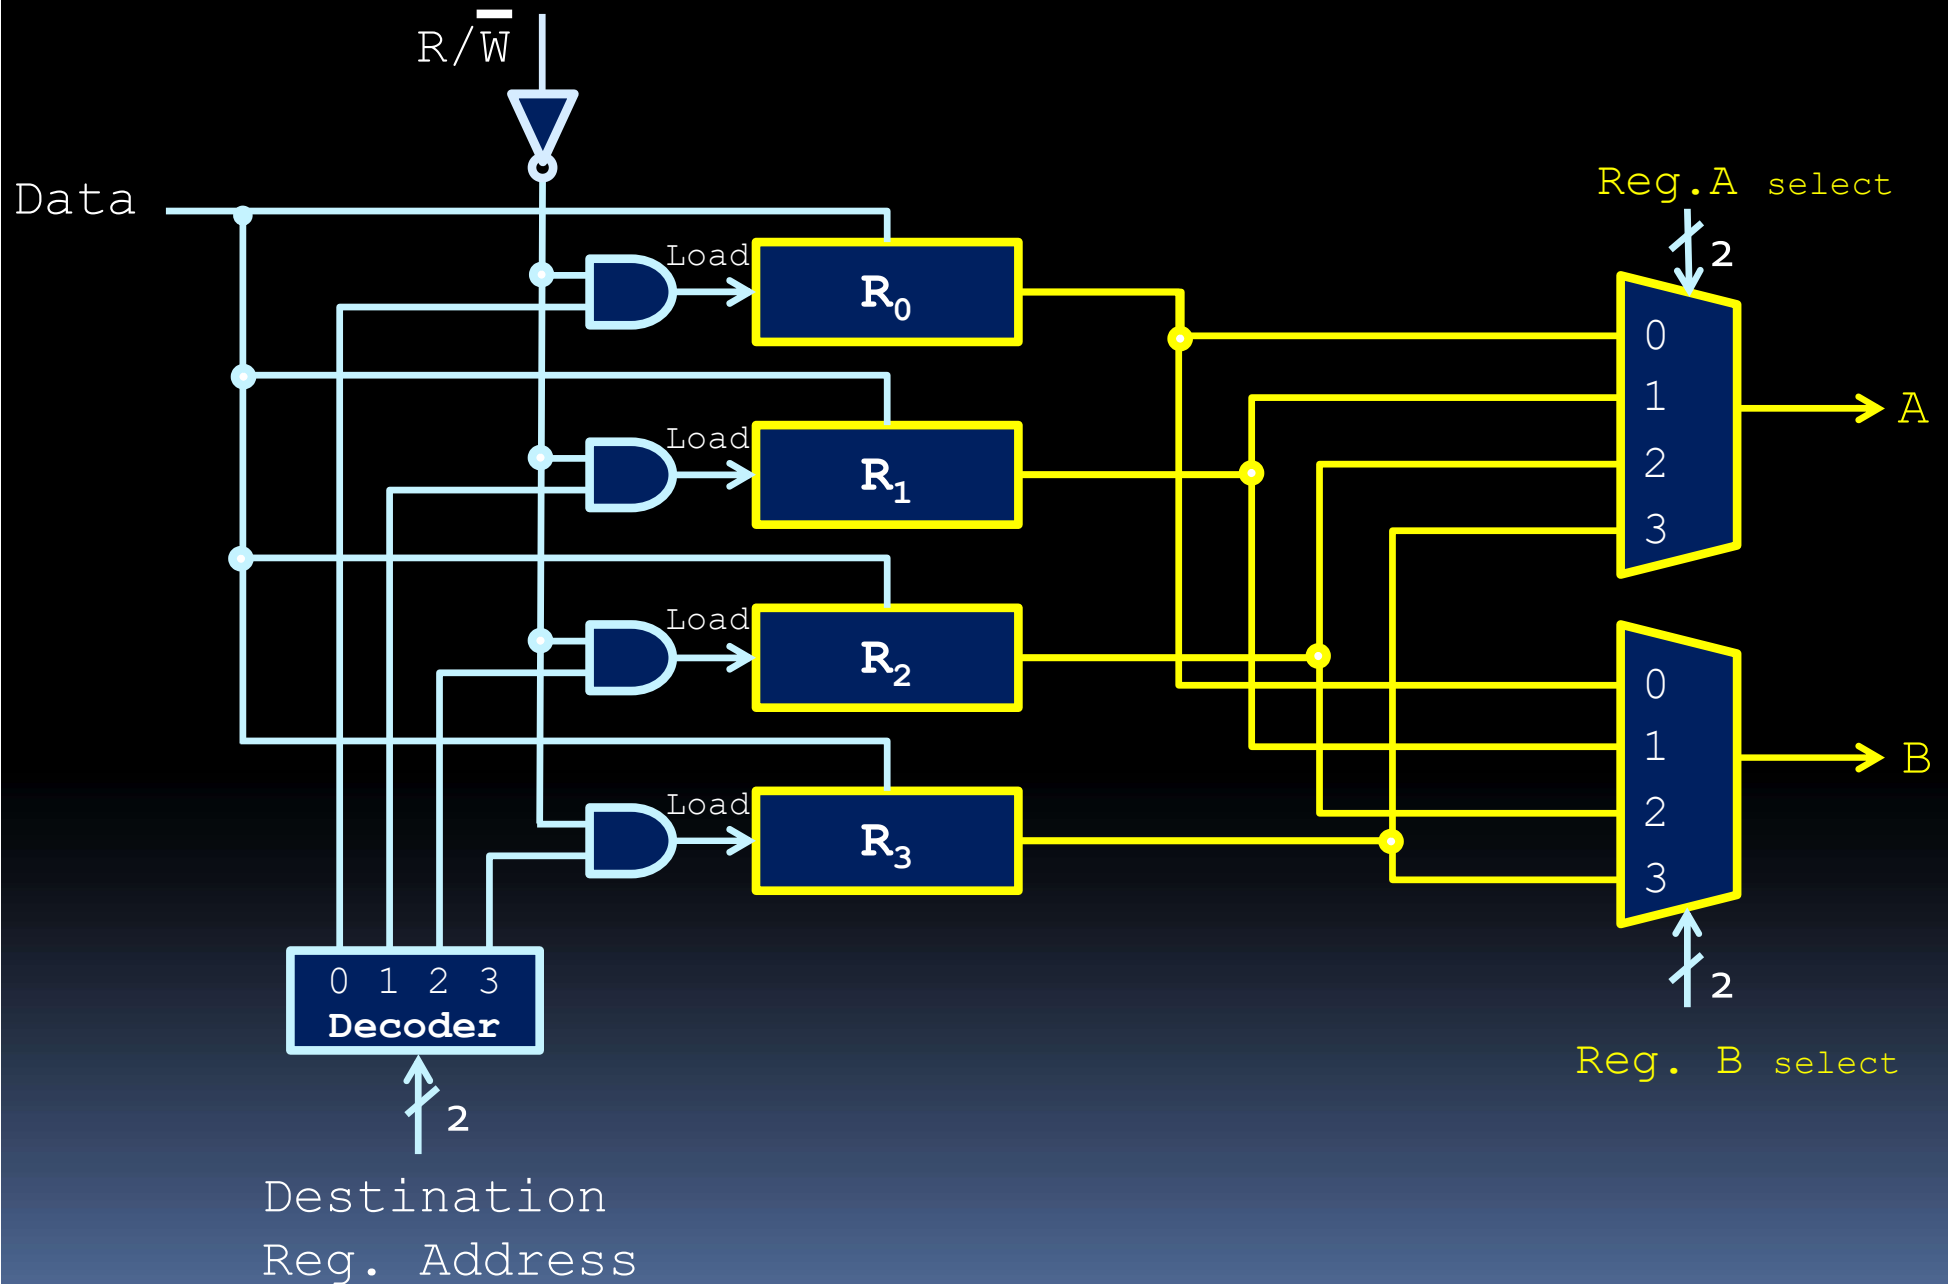 R/W̅
Data
Reg.A select
2
Load
R₀
0
1
A
Load
R₁
2
3
Load
R₂
0
1
B
Load
R₃
2
3
0 1 2 3
Decoder
2
Reg. B select
2
Destination
Reg. Address